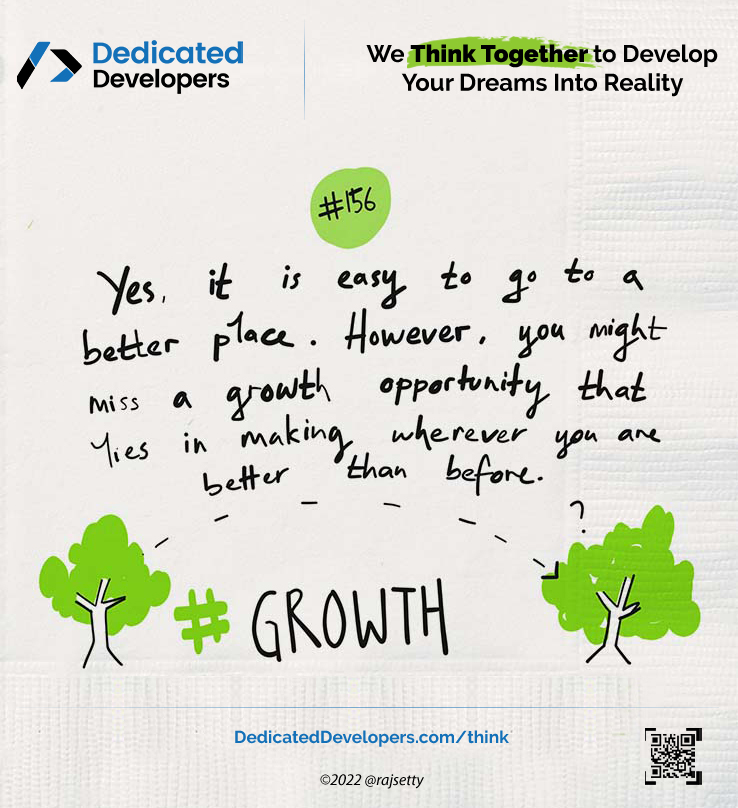 Dedicated
Developers
We Think Together to Develop
Your Dreams Into Reality
#156
Yes, it is easy to go to a
better place. However, you might
miss a growth opportunity that
lies in making wherever you are
better than before.
?
# GROWTH
DedicatedDevelopers.com/think
©2022 @rajsetty